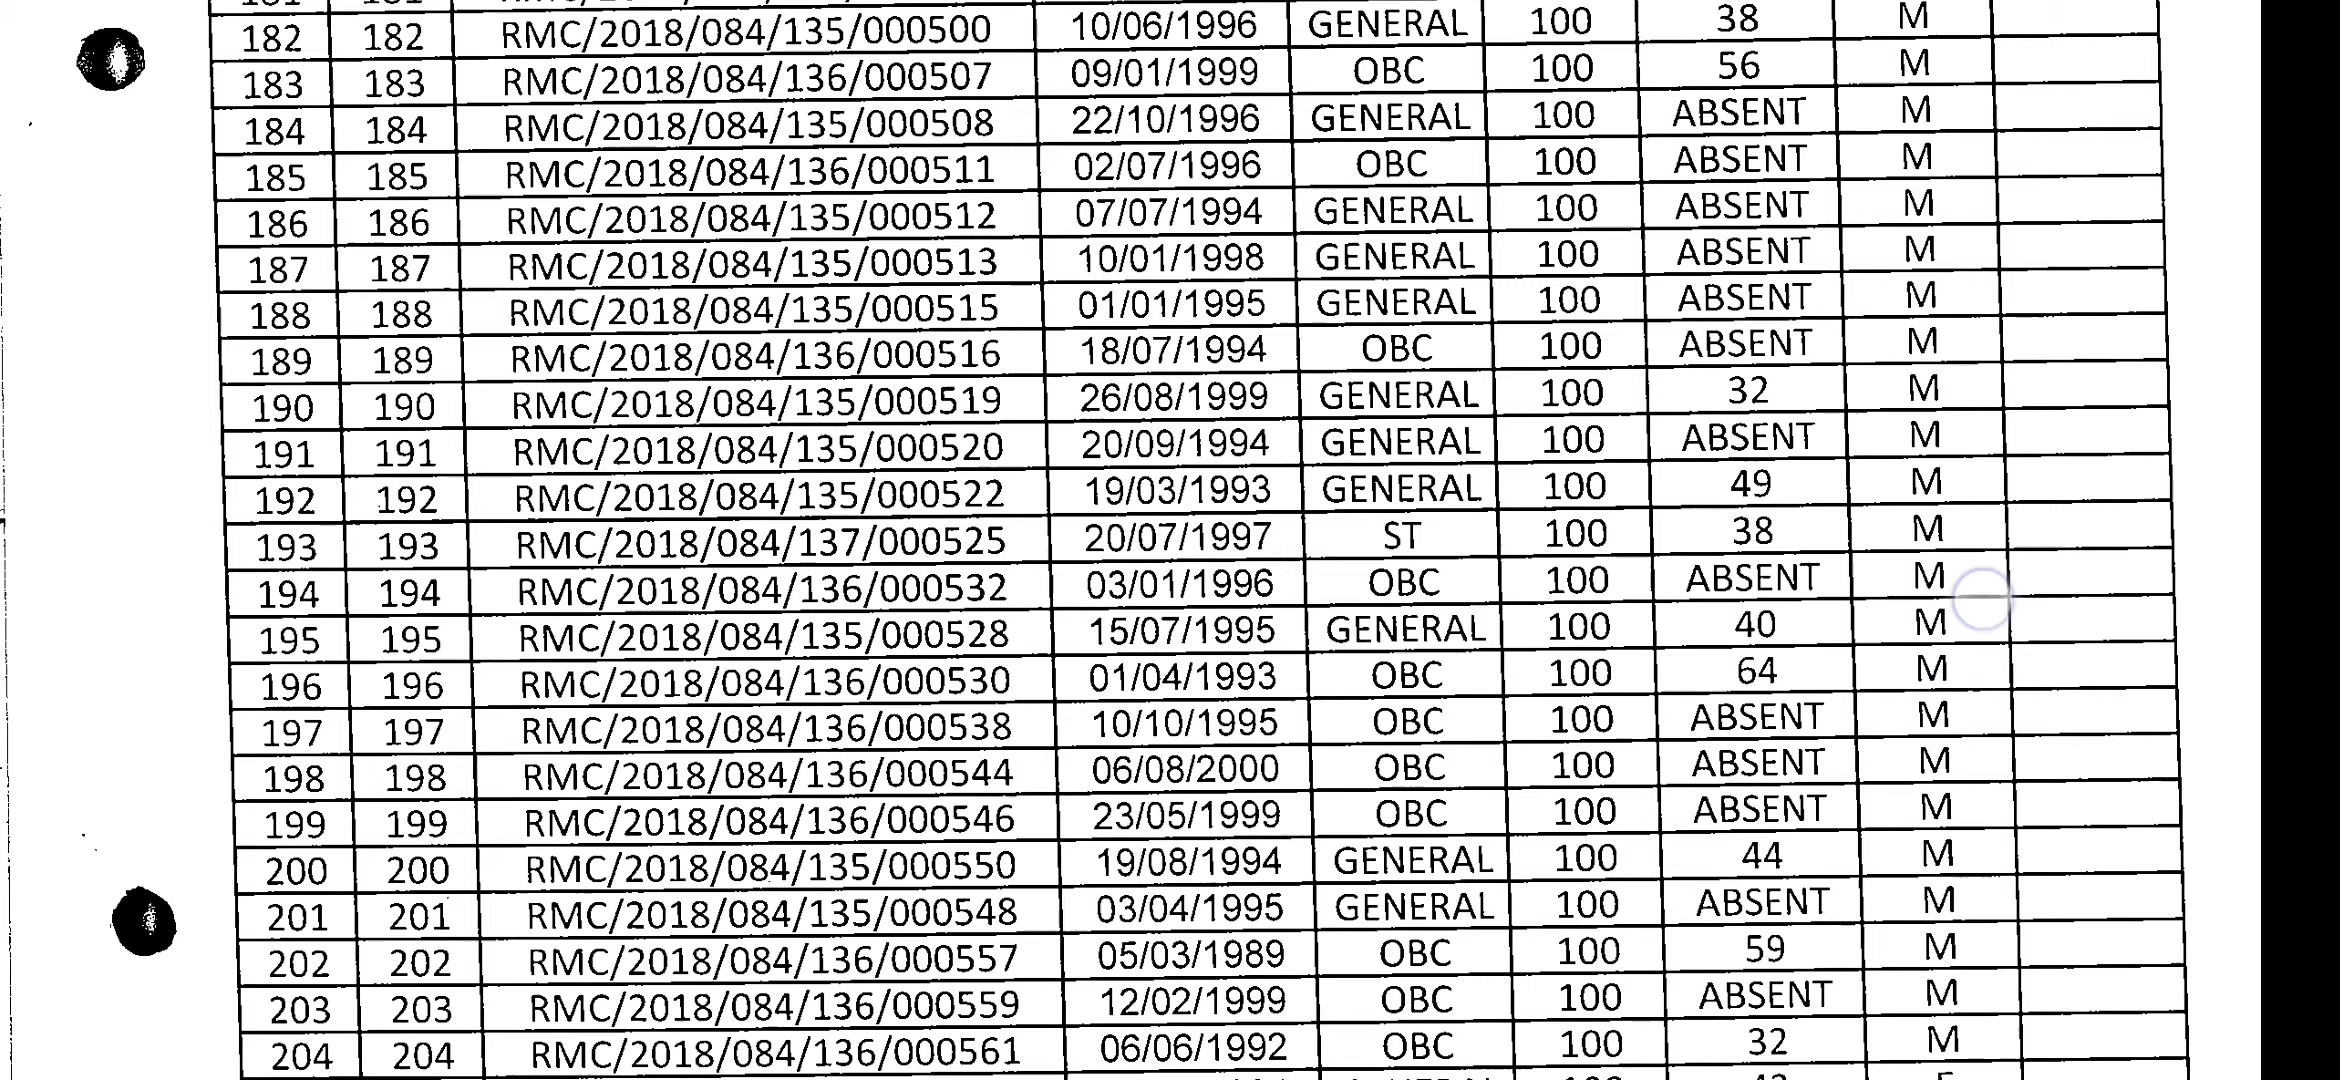 182 182 RMC/2018/084/135/000500 10/06/1996 GENERAL 100 38 M
183 183 RMC/2018/084/136/000507 09/01/1999 OBC 100 56 M
184 184 RMC/2018/084/135/000508 22/10/1996 GENERAL 100 ABSENT M
185 185 RMC/2018/084/136/000511 02/07/1996 OBC 100 ABSENT M
186 186 RMC/2018/084/135/000512 07/07/1994 GENERAL 100 ABSENT M
187 187 RMC/2018/084/135/000513 10/01/1998 GENERAL 100 ABSENT M
188 188 RMC/2018/084/135/000515 01/01/1995 GENERAL 100 ABSENT M
189 189 RMC/2018/084/136/000516 18/07/1994 OBC 100 ABSENT M
190 190 RMC/2018/084/135/000519 26/08/1999 GENERAL 100 32 M
191 191 RMC/2018/084/135/000520 20/09/1994 GENERAL 100 ABSENT M
192 192 RMC/2018/084/135/000522 19/03/1993 GENERAL 100 49 M
193 193 RMC/2018/084/137/000525 20/07/1997 ST 100 38 M
194 194 RMC/2018/084/136/000532 03/01/1996 OBC 100 ABSENT M
195 195 RMC/2018/084/135/000528 15/07/1995 GENERAL 100 40 M
196 196 RMC/2018/084/136/000530 01/04/1993 OBC 100 64 M
197 197 RMC/2018/084/136/000538 10/10/1995 OBC 100 ABSENT M
198 198 RMC/2018/084/136/000544 06/08/2000 OBC 100 ABSENT M
199 199 RMC/2018/084/136/000546 23/05/1999 OBC 100 ABSENT M
200 200 RMC/2018/084/135/000550 19/08/1994 GENERAL 100 44 M
201 201 RMC/2018/084/135/000548 03/04/1995 GENERAL 100 ABSENT M
202 202 RMC/2018/084/136/000557 05/03/1989 OBC 100 59 M
203 203 RMC/2018/084/136/000559 12/02/1999 OBC 100 ABSENT M
204 204 RMC/2018/084/136/000561 06/06/1992 OBC 100 32 M